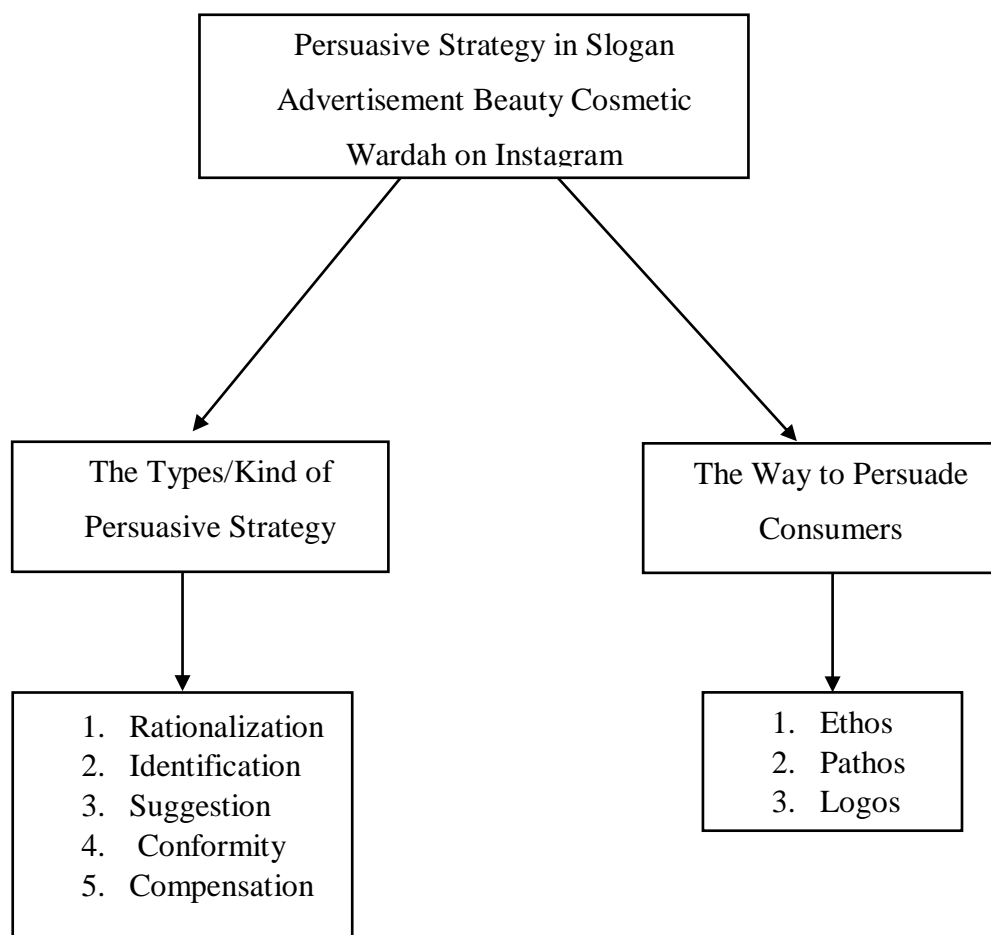 Persuasive Strategy in Slogan
Advertisement Beauty Cosmetic
Wardah on Instagram
The Types/Kind of
Persuasive Strategy
The Way to Persuade
Consumers
1. Rationalization
2. Identification
3. Suggestion
4. Conformity
5. Compensation
1. Ethos
2. Pathos
3. Logos